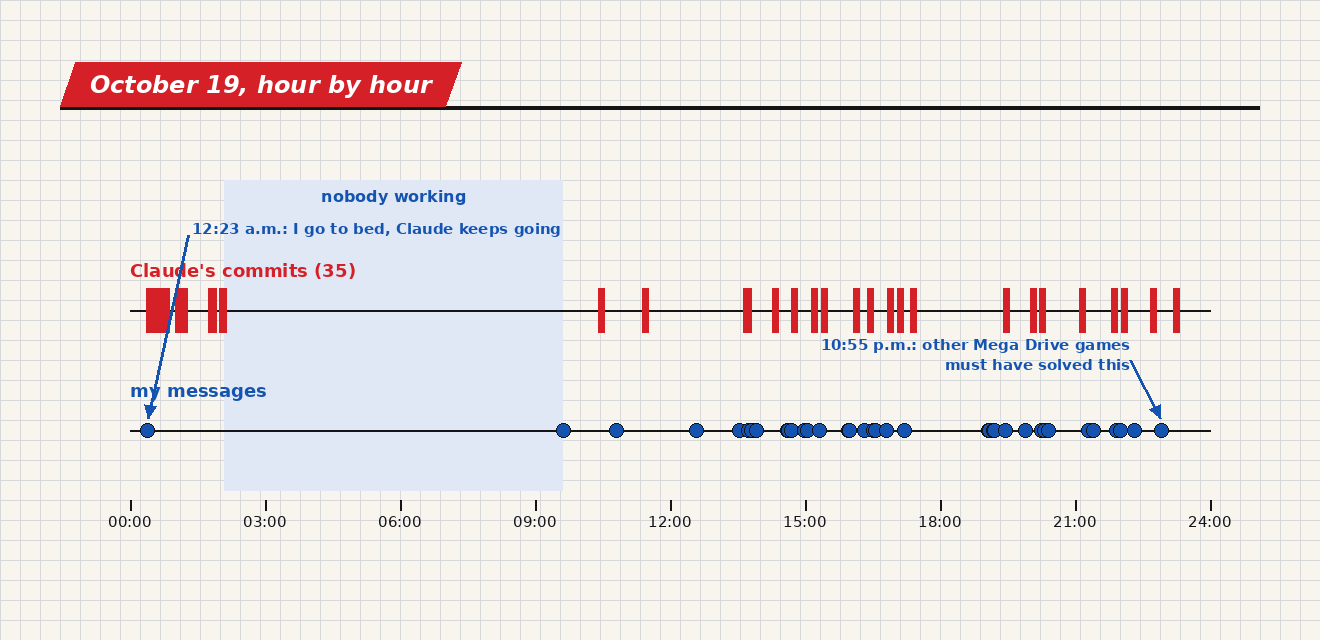 October 19, hour by hour
nobody working
12:23 a.m.: I go to bed, Claude keeps going
Claude's commits (35)
10:55 p.m.: other Mega Drive games
must have solved this
my messages
00:00 03:00 06:00 09:00 12:00 15:00 18:00 21:00 24:00